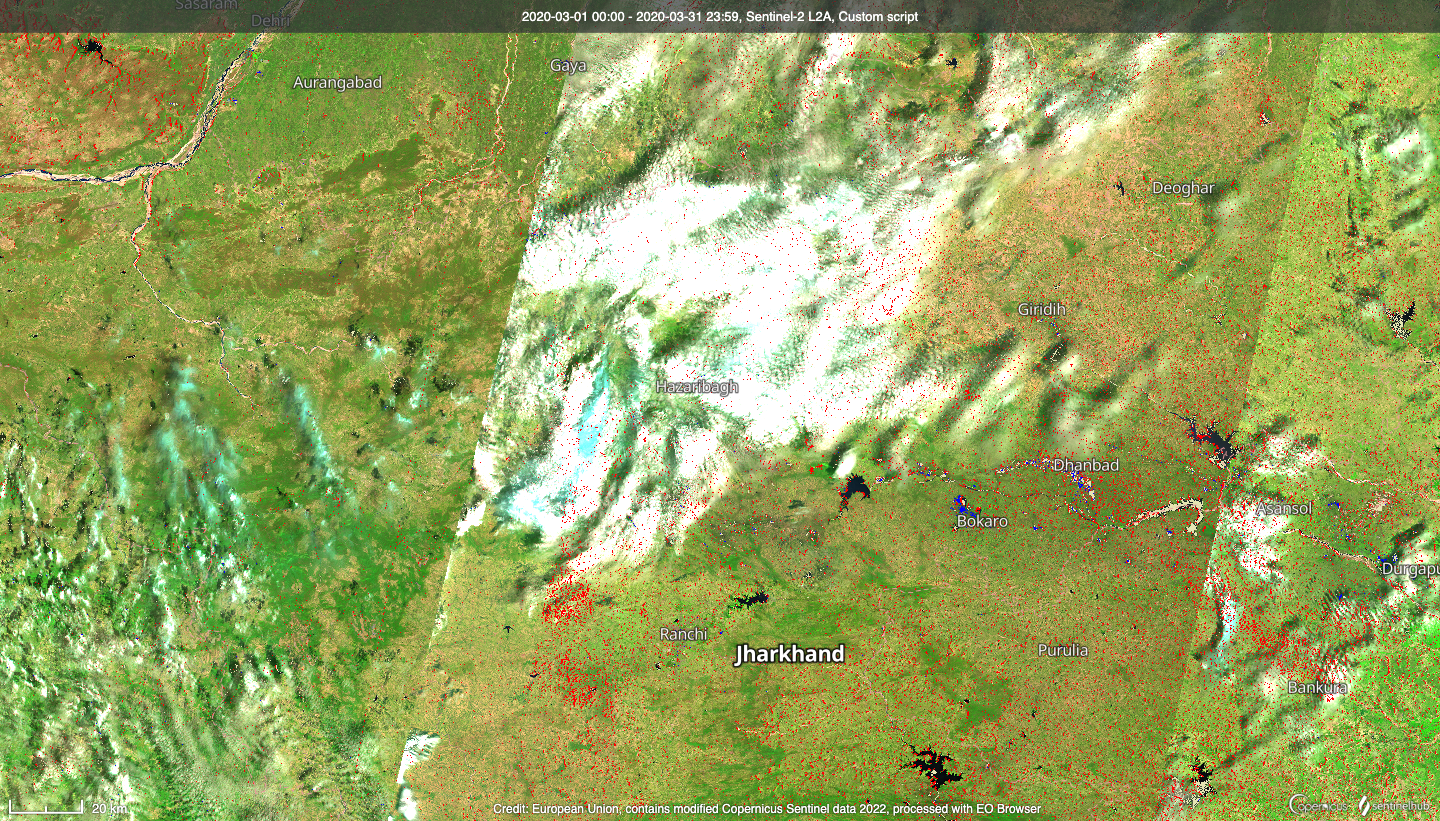 Sasaram
2020-03-01 00:00 - 2020-03-31 23:59, Sentinel-2 L2A, Custom script
Dehri
Gaya
Aurangabad
Deoghar
Giridih
Hazaribagh
Dhanbad
Asansol
Bokaro
Durgapu
Ranchi
Jharkhand
Purulia
Bankura
20 km
Credit: European Union, contains modified Copernicus Sentinel data 2022, processed with EO Browser
opernicus
sentinelhub